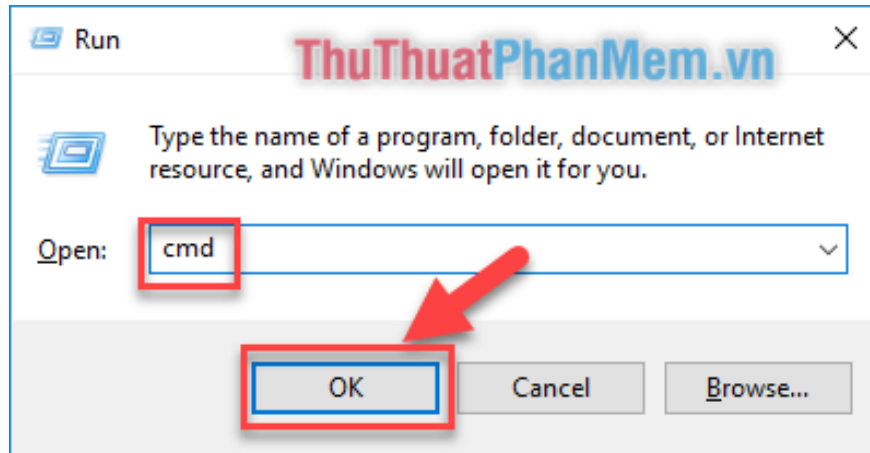 Run
ThuThuatPhanMem.vn
Type the name of a program, folder, document, or Internet
resource, and Windows will open it for you.
Open: cmd
OK Cancel Browse...